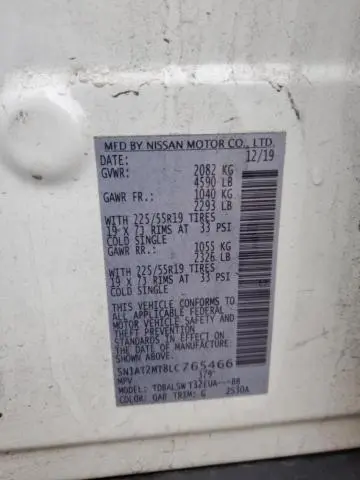 MFD BY NISSAN MOTOR CO., LTD.
DATE: 12/19
GVWR: 2082 KG
4590 LB
GAWR FR.: 1040 KG
2293 LB
WITH 225/55R19 TIRES
19 X 7J RIMS AT 33 PSI
COLD SINGLE
GAWR RR.: 1055 KG
2326 LB
WITH 225/55R19 TIRES
19 X 7J RIMS AT 33 PSI
COLD SINGLE
THIS VEHICLE CONFORMS TO
ALL APPLICABLE FEDERAL
MOTOR VEHICLE SAFETY AND
THEFT PREVENTION
STANDARDS IN EFFECT ON
THE DATE OF MANUFACTURE
SHOWN ABOVE.
5N1AT2MT8LC765466
MPV
MODEL: TDBALSWT32EUA---BB
COLOR: QAB TRIM: G 2530A